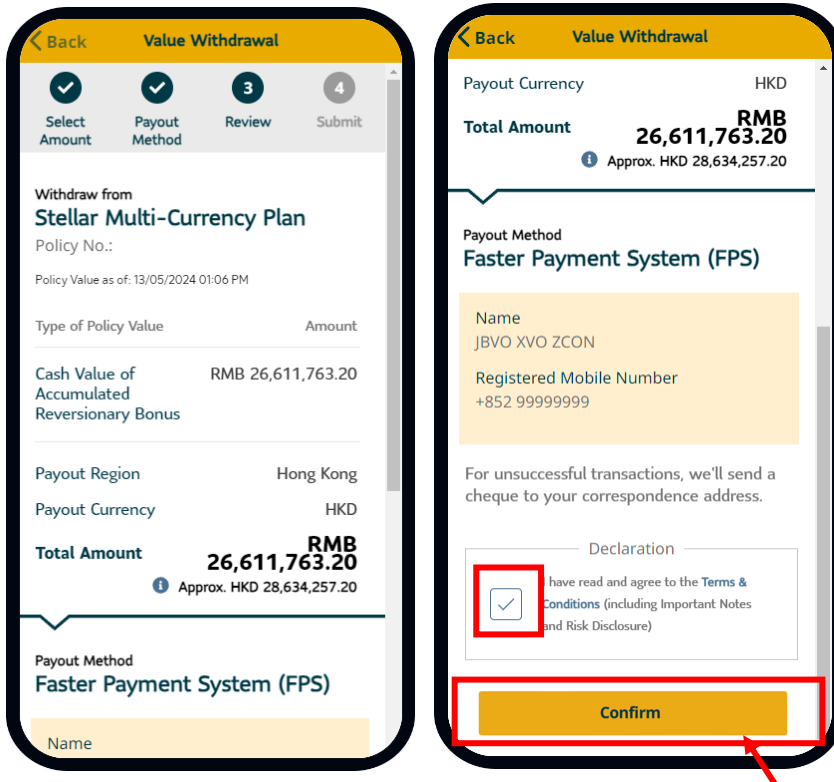 Back
Value Withdrawal
3
4
Select Amount
Payout Method
Review
Submit
Withdraw from
Stellar Multi-Currency Plan
Policy No.:
Policy Value as of: 13/05/2024 01:06 PM
Type of Policy Value Amount
Cash Value of RMB 26,611,763.20
Accumulated
Reversionary Bonus
Payout Region Hong Kong
Payout Currency HKD
Total Amount RMB
26,611,763.20
i Approx. HKD 28,634,257.20
Payout Method
Faster Payment System (FPS)
Name
Back
Value Withdrawal
Payout Currency HKD
Total Amount RMB
26,611,763.20
i Approx. HKD 28,634,257.20
Payout Method
Faster Payment System (FPS)
Name
JBVO XVO ZCON
Registered Mobile Number
+852 99999999
For unsuccessful transactions, we'll send a
cheque to your correspondence address.
Declaration
I have read and agree to the Terms &
Conditions (including Important Notes
and Risk Disclosure)
Confirm